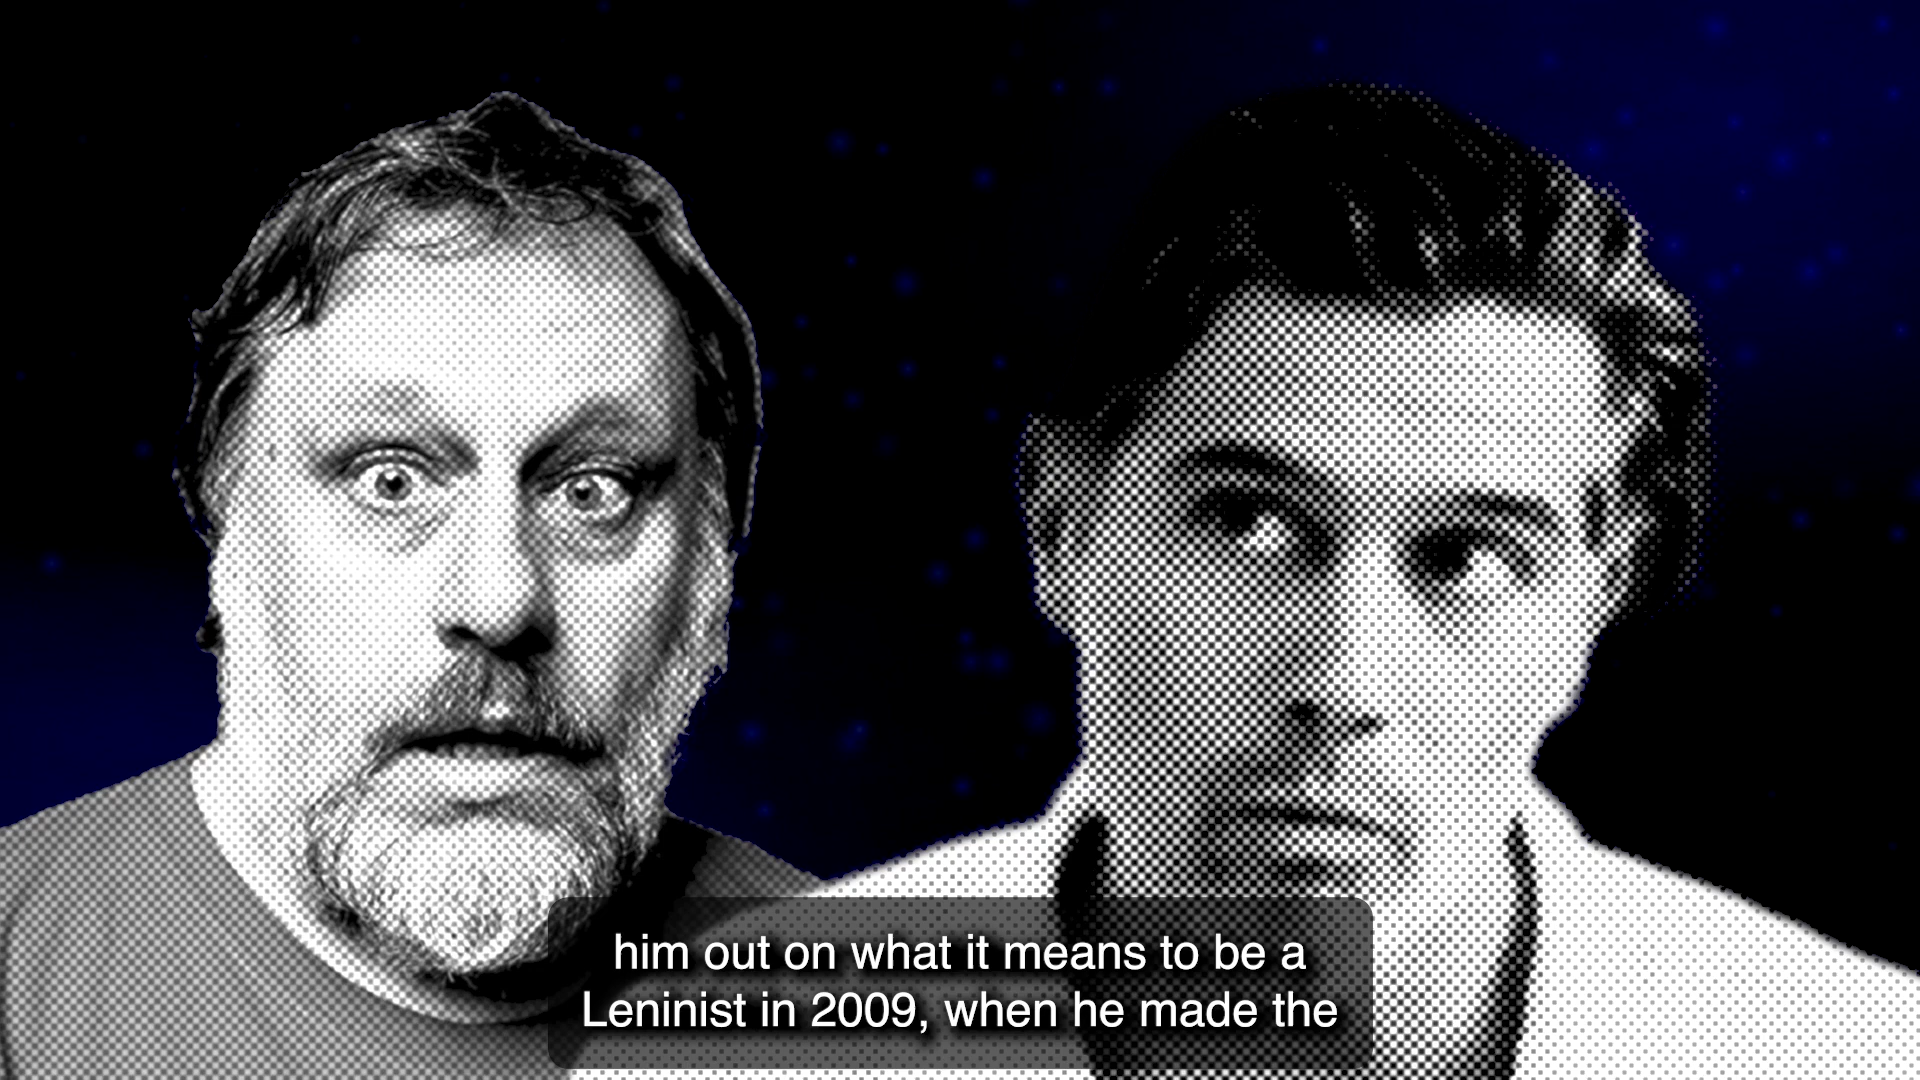 him out on what it means to be a
Leninist in 2009, when he made the